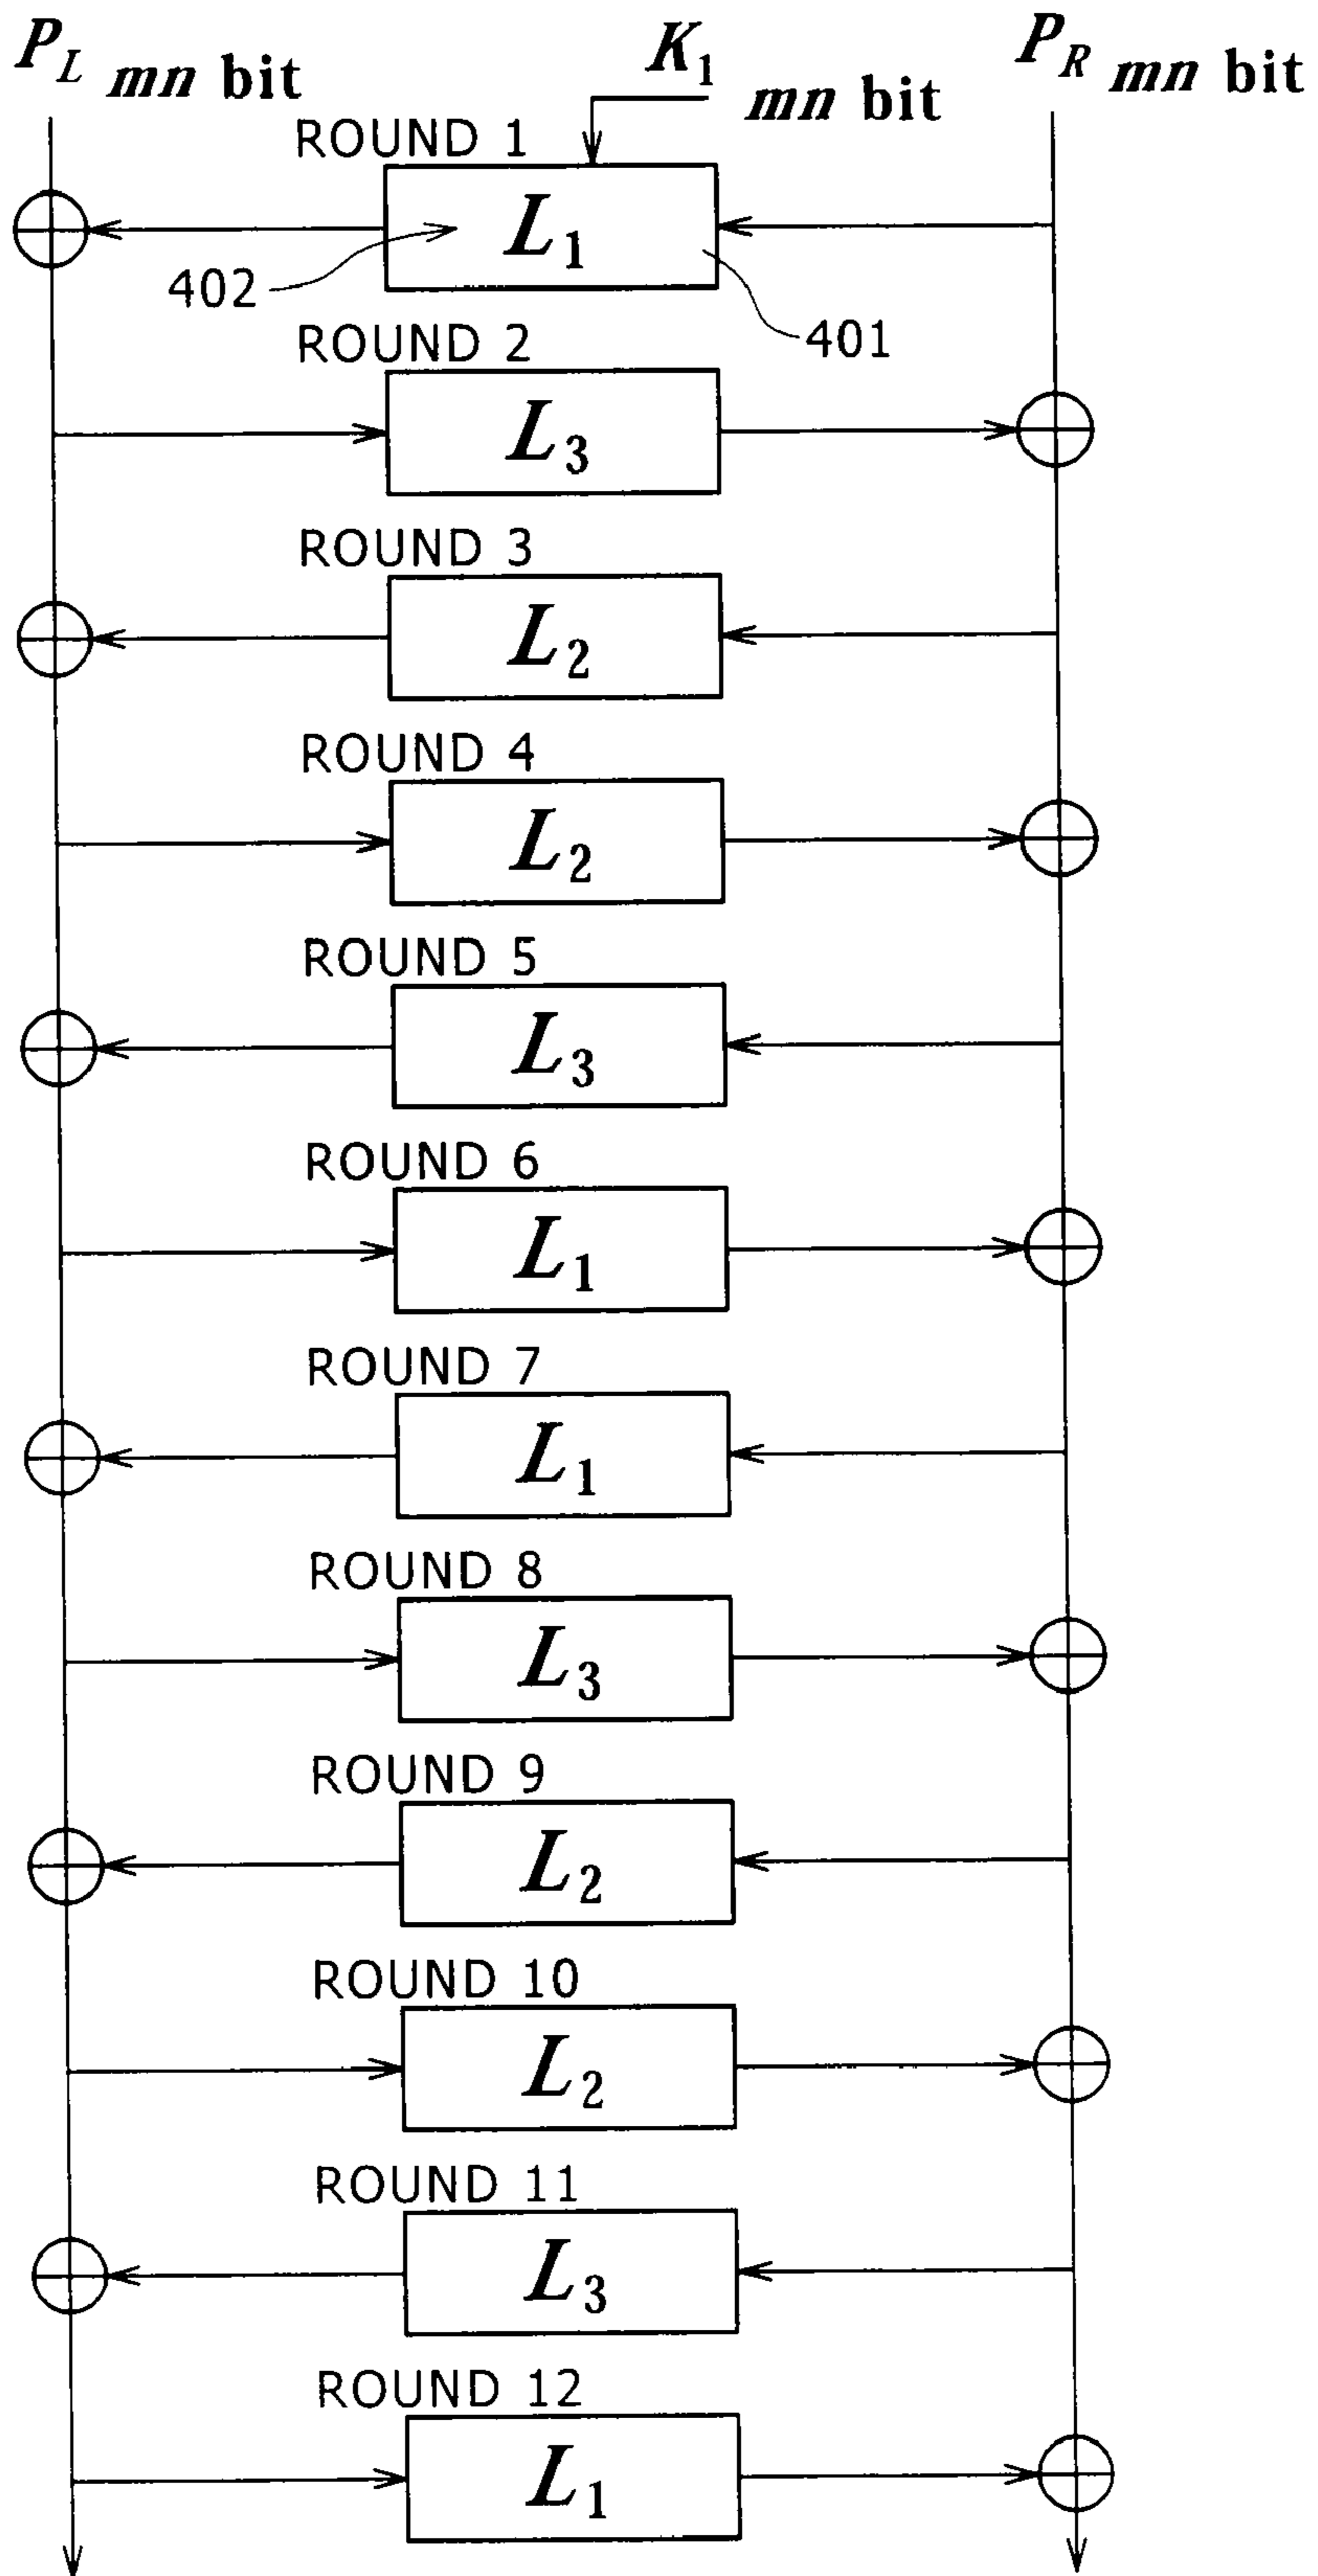 P_L mn bit
K_1 mn bit
P_R mn bit
ROUND 1
L_1
402
401
ROUND 2
L_3
ROUND 3
L_2
ROUND 4
L_2
ROUND 5
L_3
ROUND 6
L_1
ROUND 7
L_1
ROUND 8
L_3
ROUND 9
L_2
ROUND 10
L_2
ROUND 11
L_3
ROUND 12
L_1